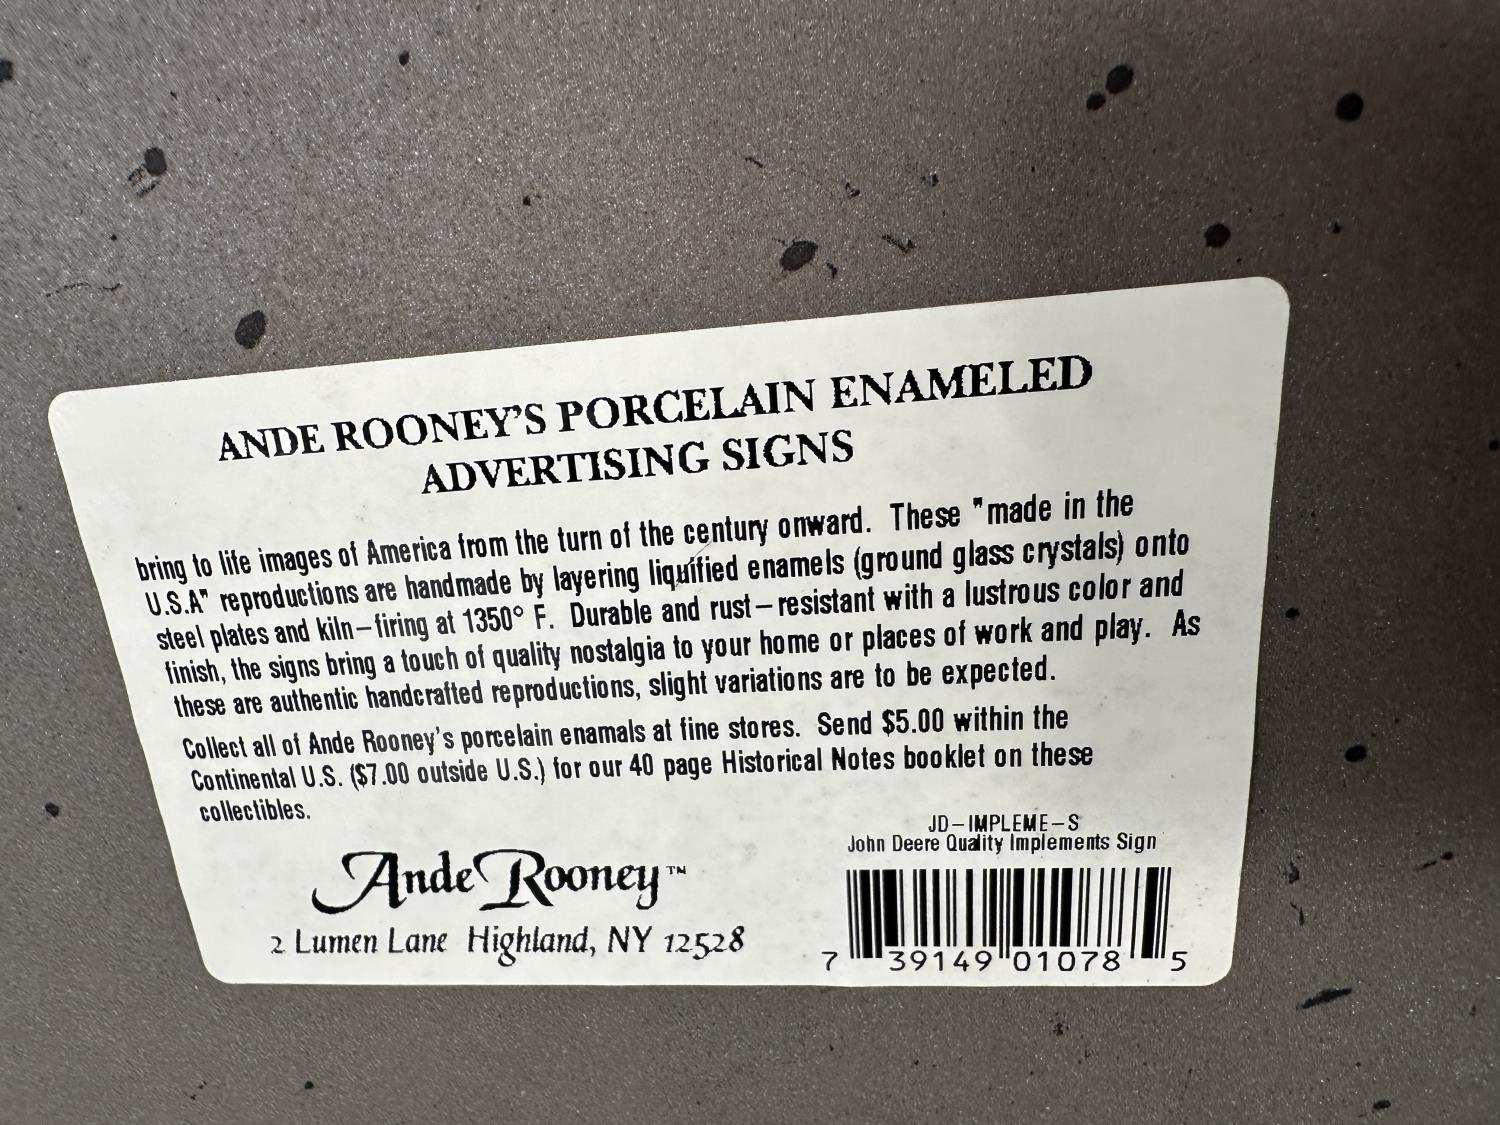 ANDE ROONEY'S PORCELAIN ENAMELED
ADVERTISING SIGNS
bring to life images of America from the turn of the century onward. These "made in the
U.S.A" reproductions are handmade by layering liquified enamels (ground glass crystals) onto
steel plates and kiln-firing at 1350° F. Durable and rust-resistant with a lustrous color and
finish, the signs bring a touch of quality nostalgia to your home or places of work and play. As
these are authentic handcrafted reproductions, slight variations are to be expected.
Collect all of Ande Rooney's porcelain enamals at fine stores. Send $5.00 within the
Continental U.S. ($7.00 outside U.S.) for our 40 page Historical Notes booklet on these
collectibles.
Ande Rooney™
2 Lumen Lane Highland, NY 12528
JD-IMPLEME-S
John Deere Quality Implements Sign
7 39149 01078 5